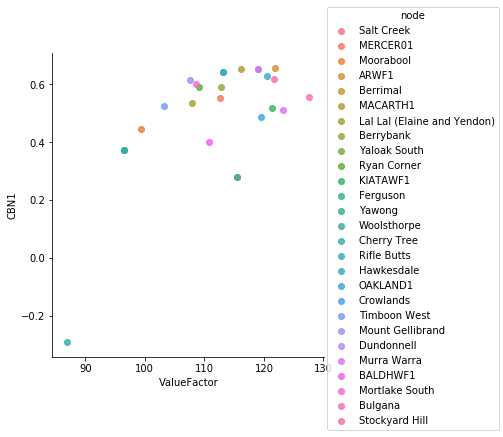 node
Salt Creek
MERCER01
Moorabool
ARWF1
Berrimal
MACARTH1
Lal Lal (Elaine and Yendon)
Berrybank
Yaloak South
Ryan Corner
KIATAWF1
Ferguson
Yawong
Woolsthorpe
Cherry Tree
Rifle Butts
Hawkesdale
OAKLAND1
Crowlands
Timboon West
Mount Gellibrand
Dundonnell
Murra Warra
BALDHWF1
Mortlake South
Bulgana
Stockyard Hill
CBN1
0.6
0.4
0.2
0.0
−0.2
90 100 110 120 130
ValueFactor